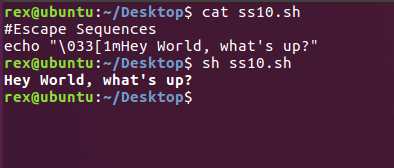 rex@ubuntu:~/Desktop$ cat ss10.sh
#Escape Sequences
echo "\033[1mHey World, what's up?"
rex@ubuntu:~/Desktop$ sh ss10.sh
Hey World, what's up?
rex@ubuntu:~/Desktop$